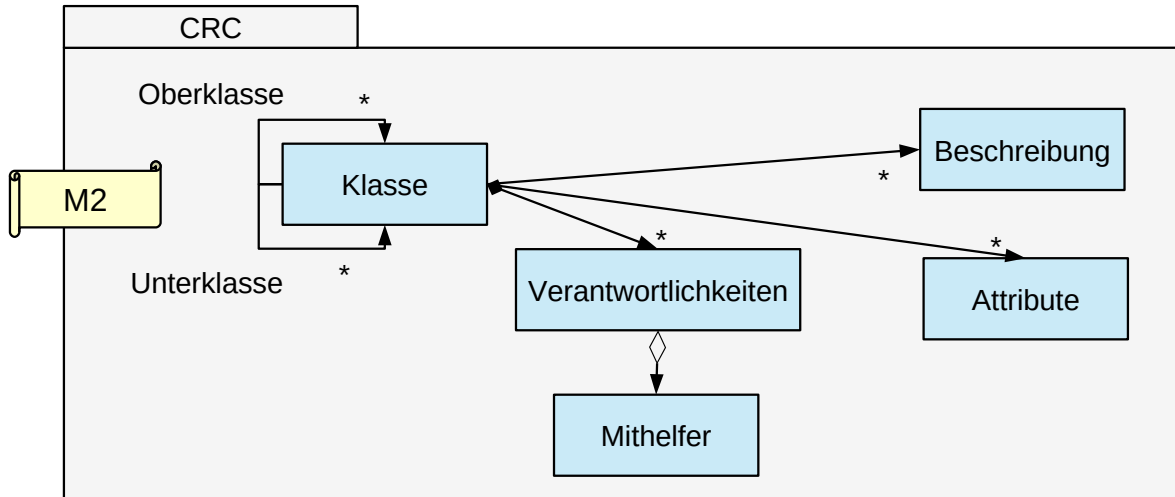 CRC
Oberklasse
*
Beschreibung
Klasse
*
M2
*
*
Unterklasse
*
Verantwortlichkeiten
Attribute
Mithelfer